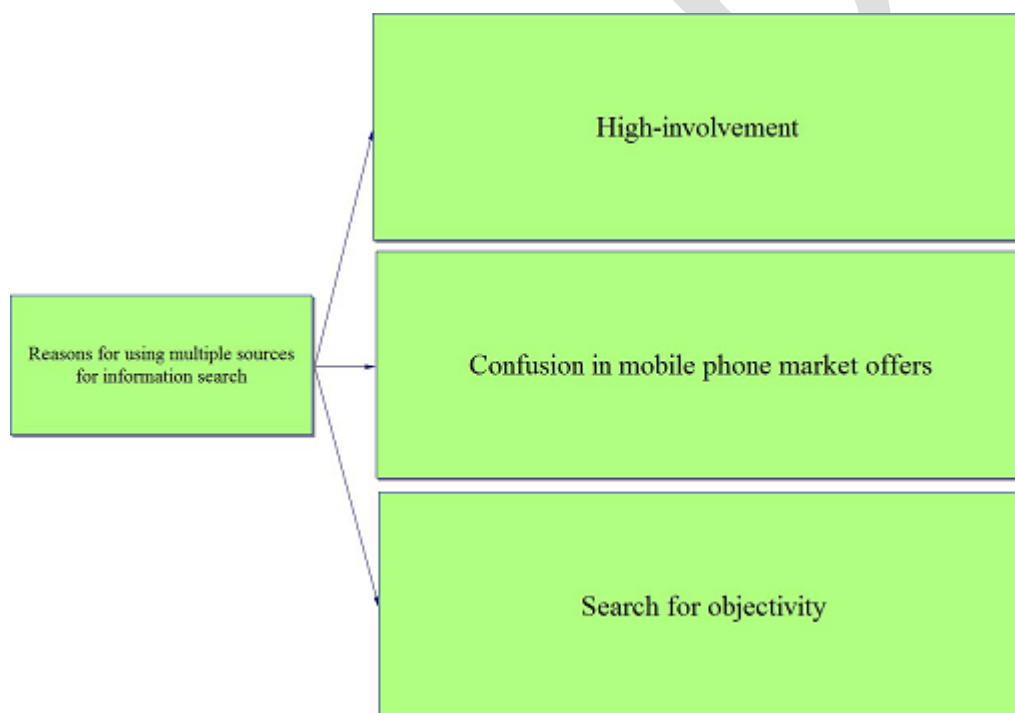 High-involvement
Reasons for using multiple sources
for information search
Confusion in mobile phone market offers
Search for objectivity